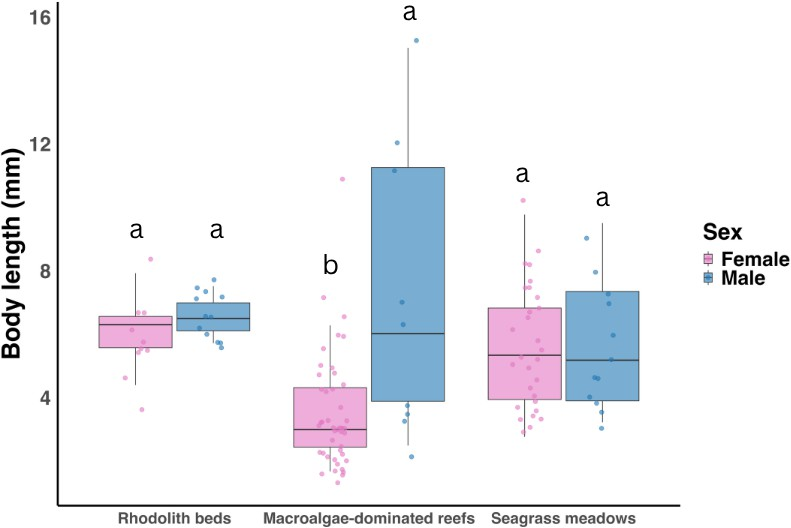 16
12
8
4
Body length (mm)
a
a
b
a
a
a
Rhodolith beds
Macroalgae-dominated reefs
Seagrass meadows
Sex
Female
Male